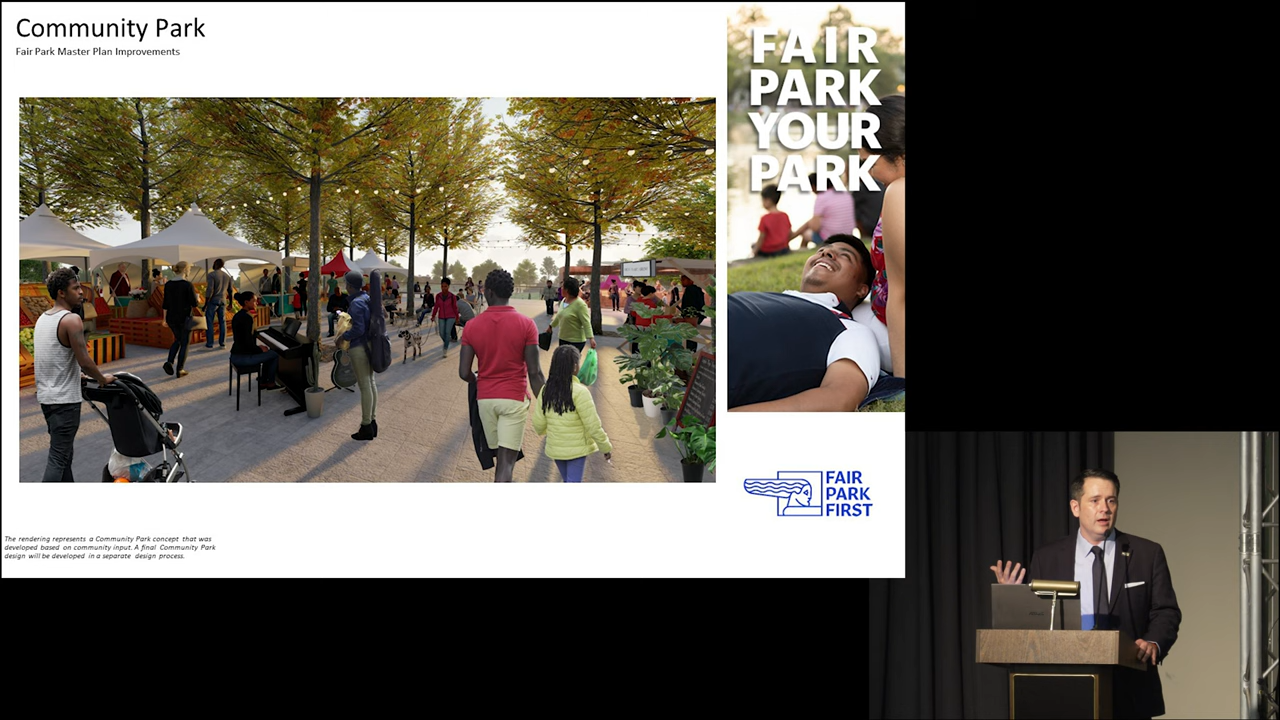 Community Park
Fair Park Master Plan Improvements
FAIR
PARK
YOUR
PARK
FAIR
PARK
FIRST
The rendering represents a Community Park concept that was
developed based on community input. A final Community Park
design will be developed in a separate design process.